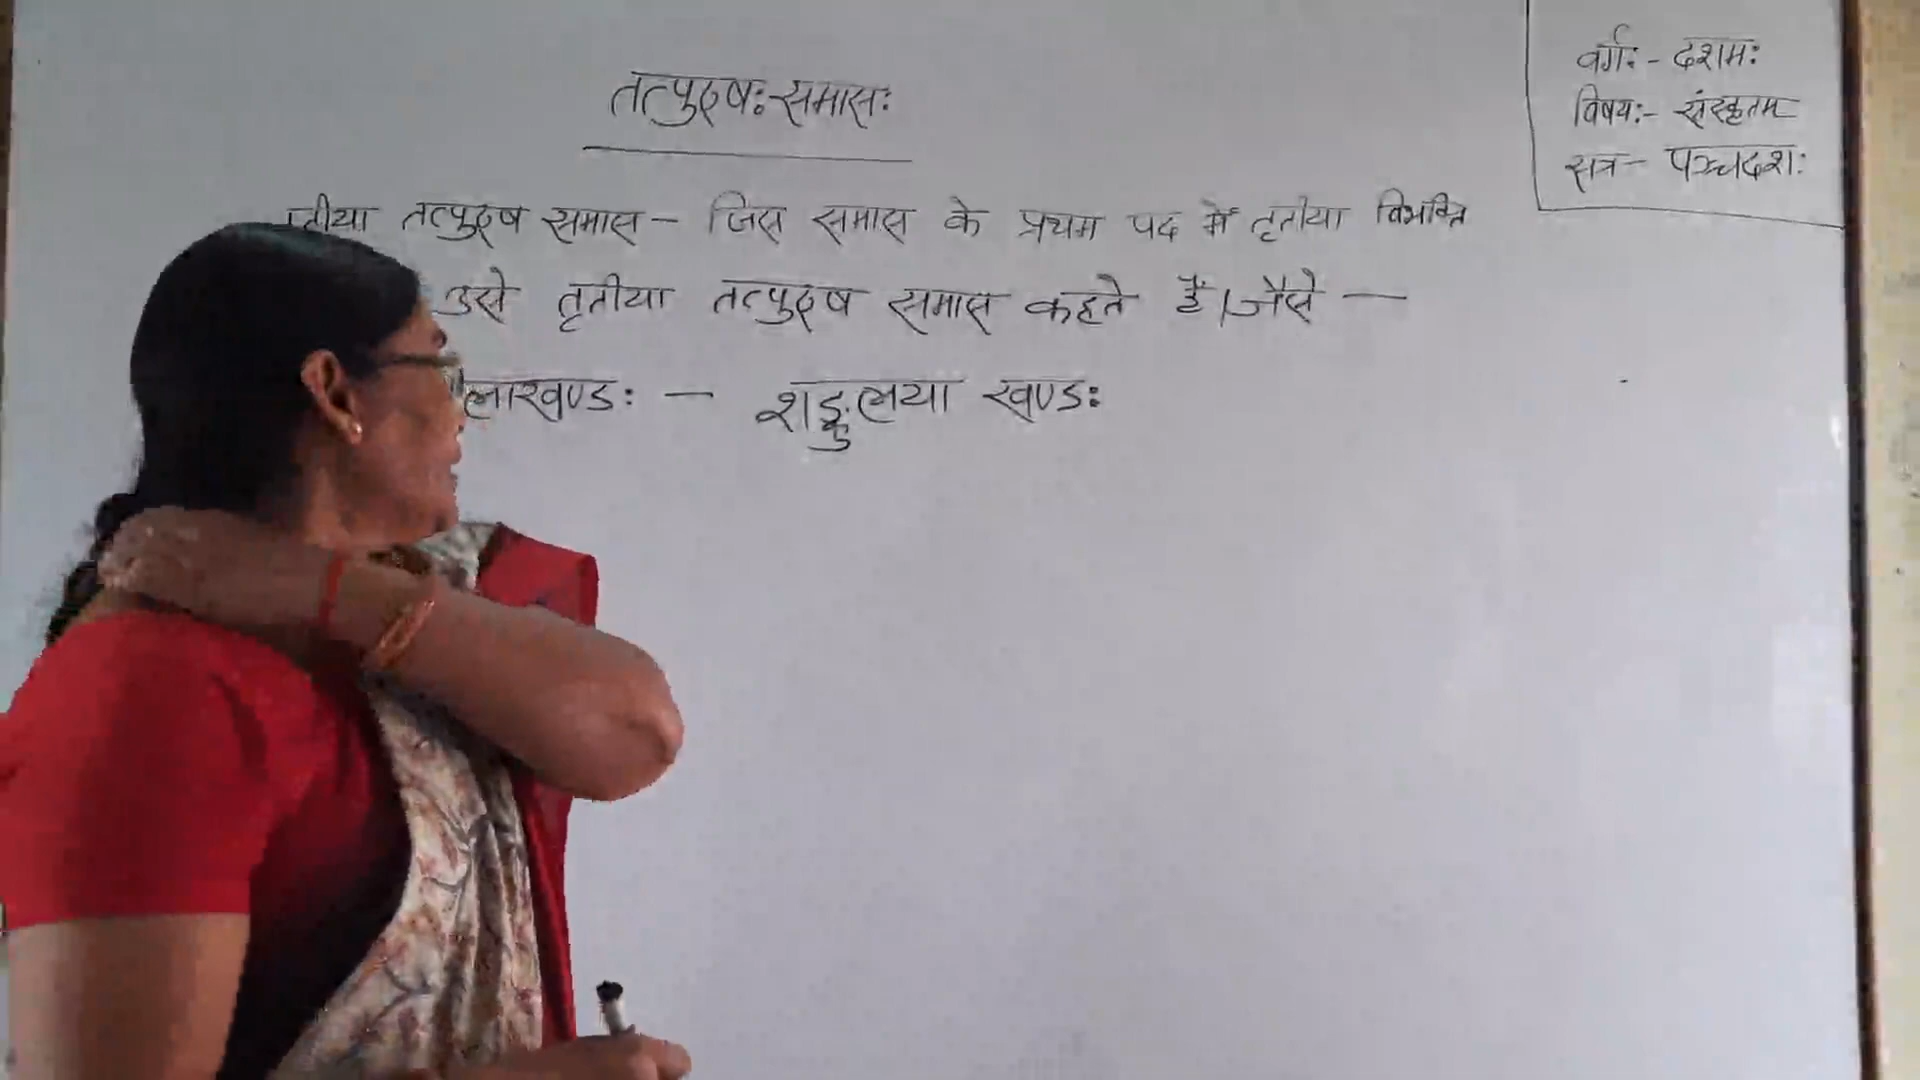 तत्पुरुषः समासः
वर्गः - दशमः
विषयः - संस्कृतम
सत्र - पञ्चदशः
तत्पुरुष समास - जिस समास के प्रथम पद में तृतीया विभक्ति
उसे तृतीया तत्पुरुष समास कहते हैं। जैसे -
लाखण्डः - शङ्कुलया खण्डः